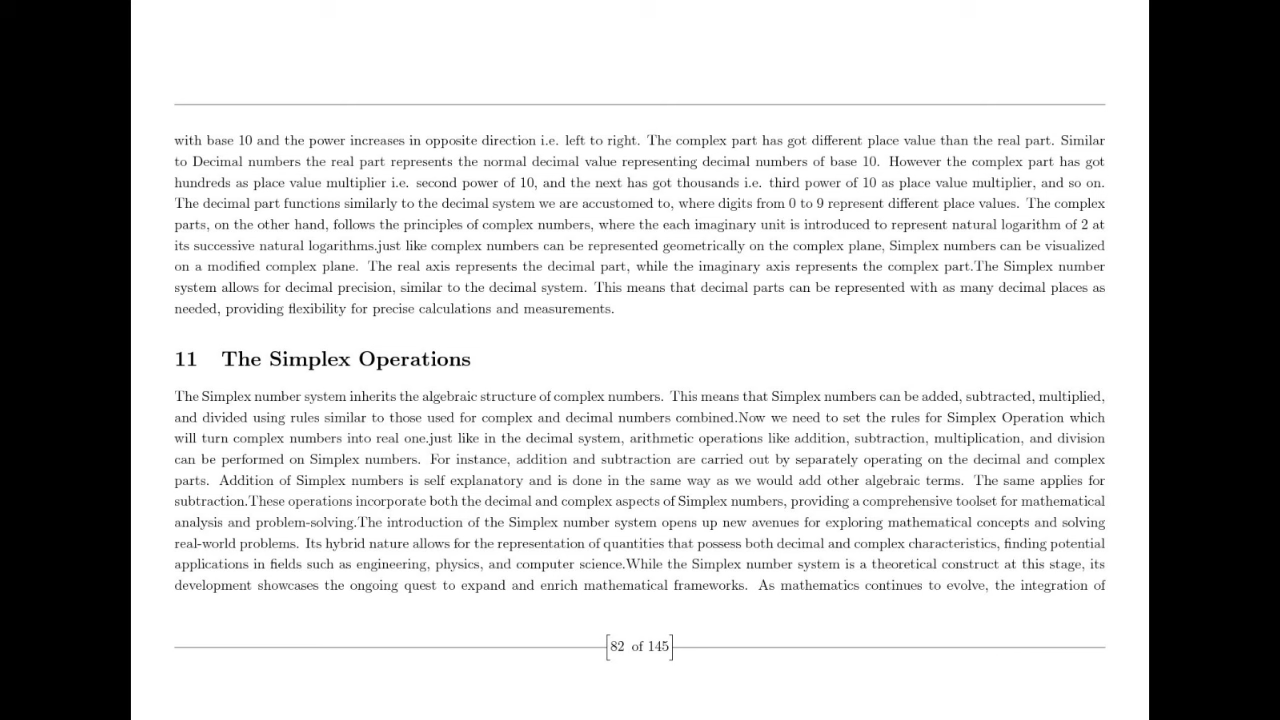 with base 10 and the power increases in opposite direction i.e. left to right. The complex part has got different place value than the real part. Similar
to Decimal numbers the real part represents the normal decimal value representing decimal numbers of base 10. However the complex part has got
hundreds as place value multiplier i.e. second power of 10, and the next has got thousands i.e. third power of 10 as place value multiplier, and so on.
The decimal part functions similarly to the decimal system we are accustomed to, where digits from 0 to 9 represent different place values. The complex
parts, on the other hand, follows the principles of complex numbers, where the each imaginary unit is introduced to represent natural logarithm of 2 at
its successive natural logarithms.just like complex numbers can be represented geometrically on the complex plane, Simplex numbers can be visualized
on a modified complex plane. The real axis represents the decimal part, while the imaginary axis represents the complex part.The Simplex number
system allows for decimal precision, similar to the decimal system. This means that decimal parts can be represented with as many decimal places as
needed, providing flexibility for precise calculations and measurements.
11 The Simplex Operations
The Simplex number system inherits the algebraic structure of complex numbers. This means that Simplex numbers can be added, subtracted, multiplied,
and divided using rules similar to those used for complex and decimal numbers combined.Now we need to set the rules for Simplex Operation which
will turn complex numbers into real one.just like in the decimal system, arithmetic operations like addition, subtraction, multiplication, and division
can be performed on Simplex numbers. For instance, addition and subtraction are carried out by separately operating on the decimal and complex
parts. Addition of Simplex numbers is self explanatory and is done in the same way as we would add other algebraic terms. The same applies for
subtraction.These operations incorporate both the decimal and complex aspects of Simplex numbers, providing a comprehensive toolset for mathematical
analysis and problem-solving.The introduction of the Simplex number system opens up new avenues for exploring mathematical concepts and solving
real-world problems. Its hybrid nature allows for the representation of quantities that possess both decimal and complex characteristics, finding potential
applications in fields such as engineering, physics, and computer science.While the Simplex number system is a theoretical construct at this stage, its
development showcases the ongoing quest to expand and enrich mathematical frameworks. As mathematics continues to evolve, the integration of
[82 of 145]